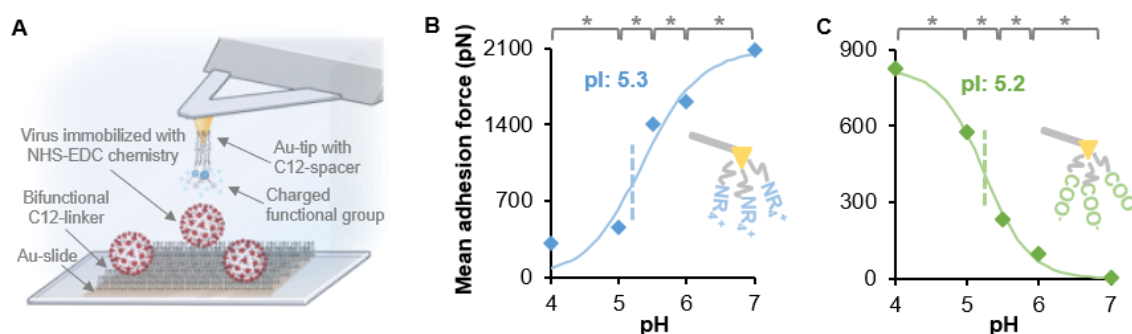 A
Virus immobilized with
NHS-EDC chemistry
Bifunctional
C12-linker
Au-slide
Au-tip with
C12-spacer
Charged
functional group
B
* * * *
Mean adhesion force (pN)
2100
1400
700
0
pI: 5.3
NR₄⁺
NR₄⁺
NR₄⁺
4 5 6 7
pH
C
* * * *
900
600
300
0
pI: 5.2
COO⁻
COO⁻
COO⁻
4 5 6 7
pH